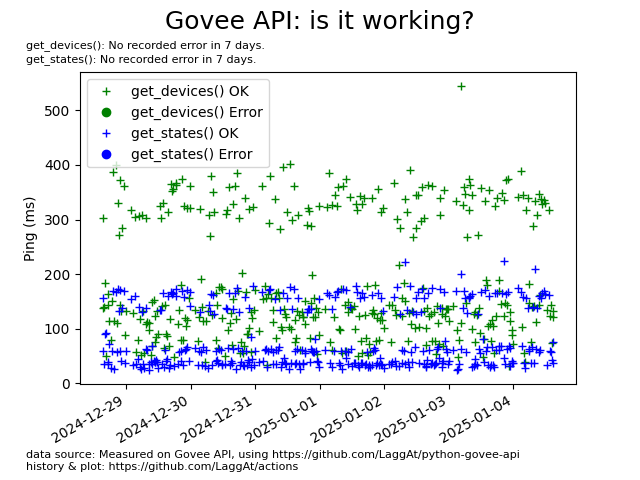 Govee API: is it working?
get_devices(): No recorded error in 7 days.
get_states(): No recorded error in 7 days.
get_devices() OK
get_devices() Error
get_states() OK
get_states() Error
Ping (ms)
500
400
300
200
100
0
2024-12-29
2024-12-30
2024-12-31
2025-01-01
2025-01-02
2025-01-03
2025-01-04
data source: Measured on Govee API, using https://github.com/LaggAt/python-govee-api
history & plot: https://github.com/LaggAt/actions